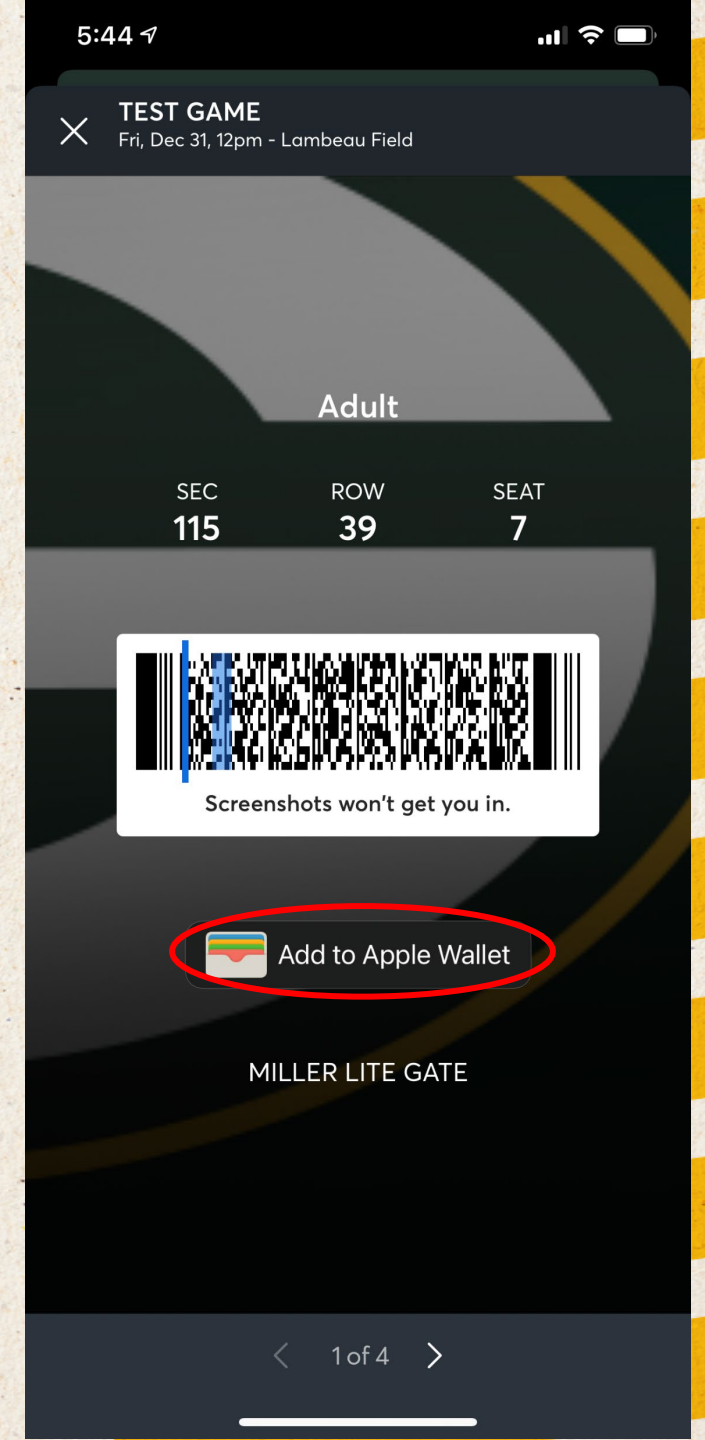 5:44
TEST GAME
Fri, Dec 31, 12pm - Lambeau Field
Adult
SEC ROW SEAT
115 39 7
Screenshots won't get you in.
Add to Apple Wallet
MILLER LITE GATE
1 of 4